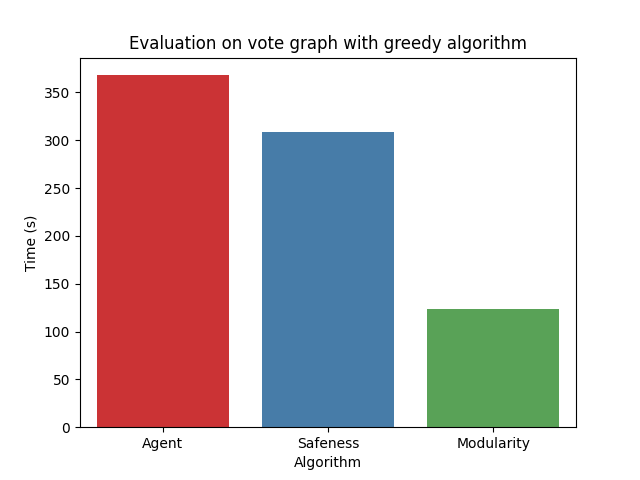 Evaluation on vote graph with greedy algorithm
Time (s)
350
300
250
200
150
100
50
0
Agent
Safeness
Modularity
Algorithm